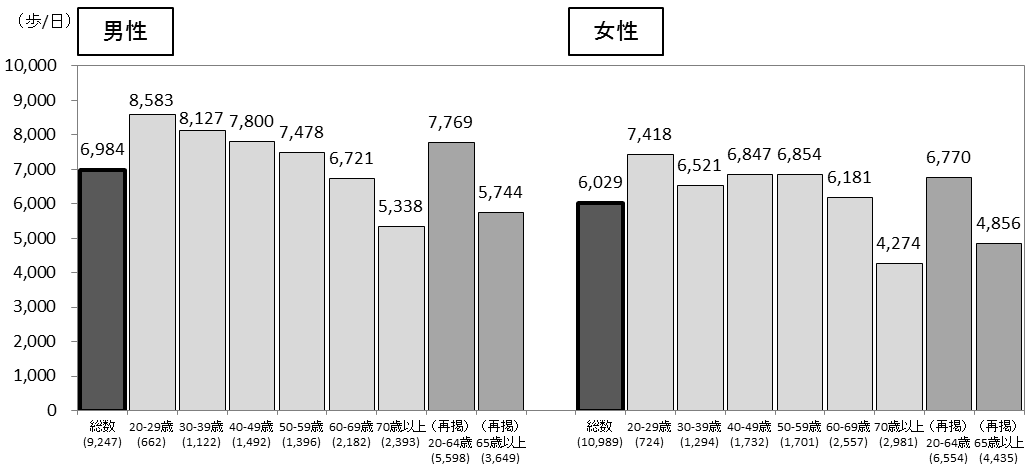 （歩/日）
男性
女性
10,000
9,000
8,000
7,000
6,000
5,000
4,000
3,000
2,000
1,000
0
6,984
8,583
8,127
7,800
7,478
6,721
5,338
7,769
5,744
6,029
7,418
6,521
6,847
6,854
6,181
4,274
6,770
4,856
総数
(9,247)
20-29歳
(662)
30-39歳
(1,122)
40-49歳
(1,492)
50-59歳
(1,396)
60-69歳
(2,182)
70歳以上
(2,393)
（再掲）
20-64歳
(5,598)
（再掲）
65歳以上
(3,649)
総数
(10,989)
20-29歳
(724)
30-39歳
(1,294)
40-49歳
(1,732)
50-59歳
(1,701)
60-69歳
(2,557)
70歳以上
(2,981)
（再掲）
20-64歳
(6,554)
（再掲）
65歳以上
(4,435)